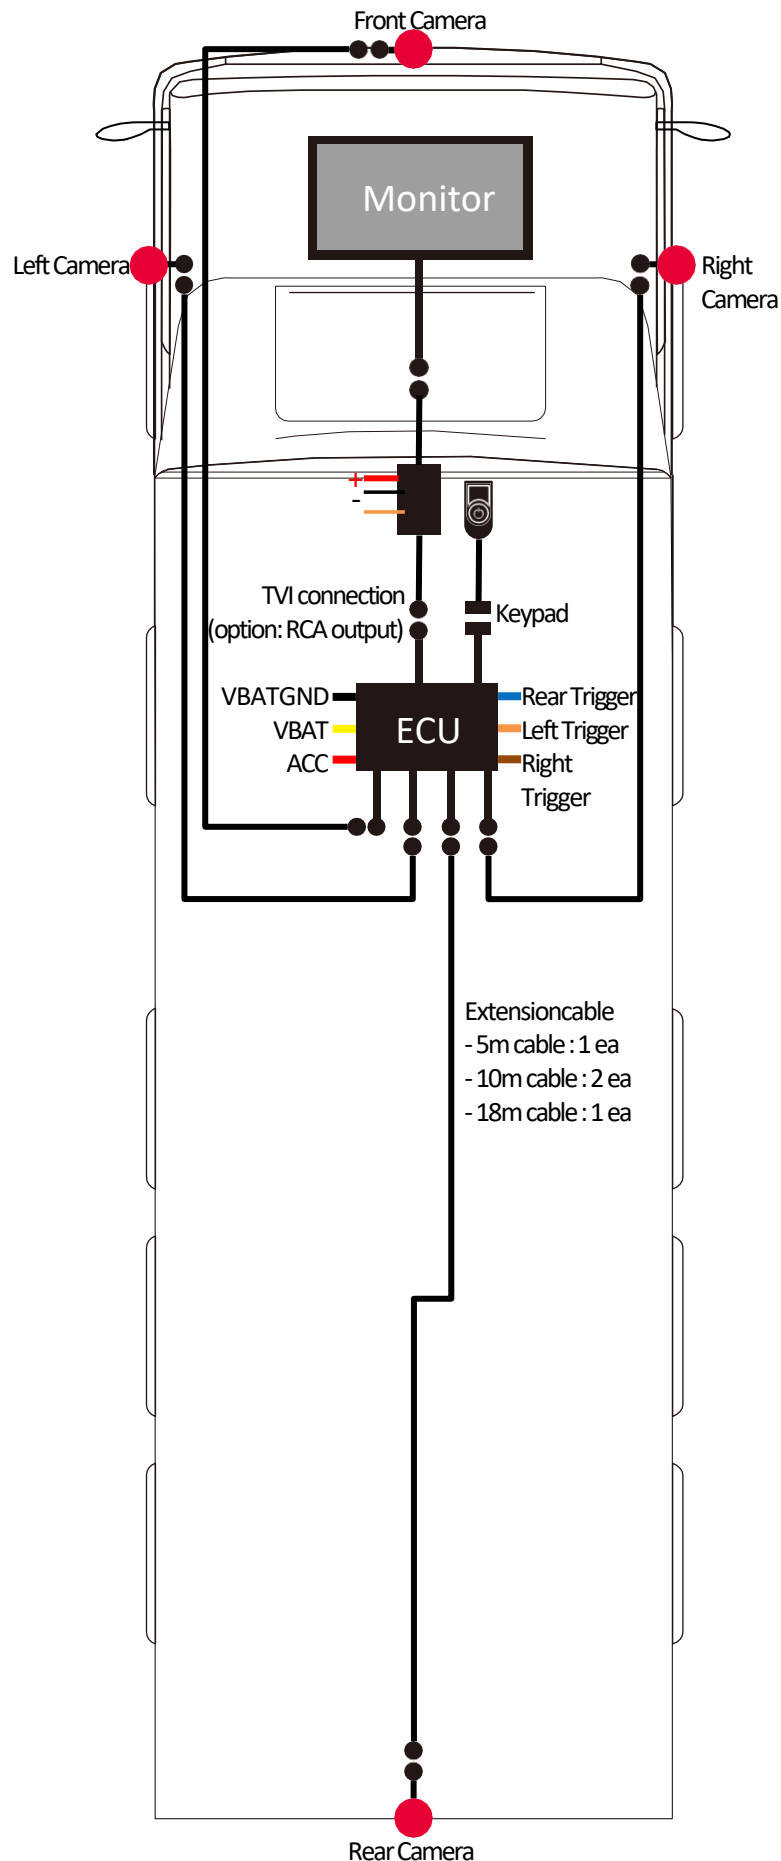 Front Camera
Monitor
Left Camera
Right
Camera
+
-
TVI connection
(option: RCA output)
Keypad
VBATGND
VBAT
ACC
ECU
Rear Trigger
Left Trigger
Right
Trigger
Extensioncable
- 5m cable : 1 ea
- 10m cable : 2 ea
- 18m cable : 1 ea
Rear Camera